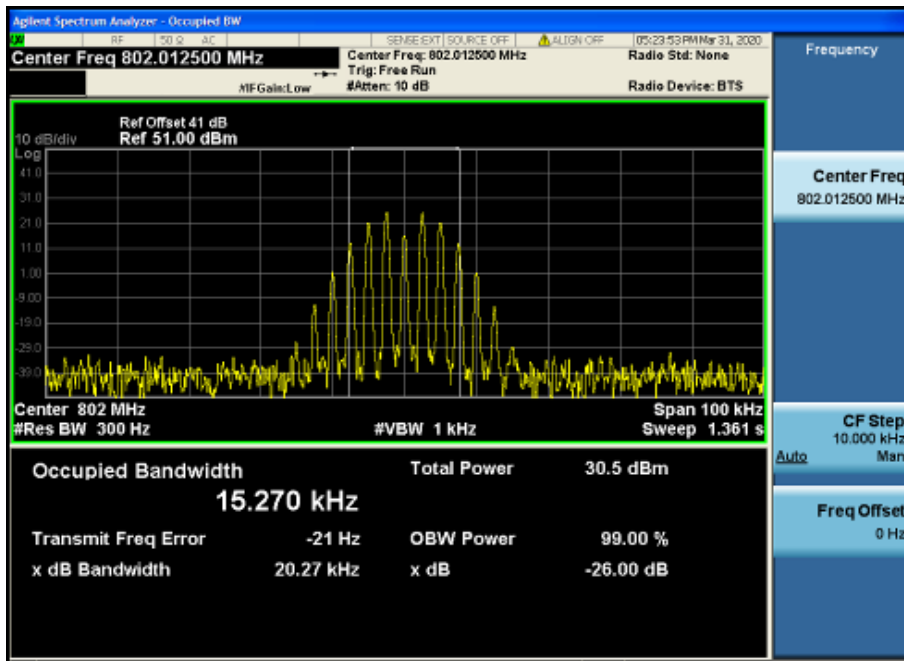 Agilent Spectrum Analyzer - Occupied BW
RF 50 Ω AC SENSE:EXT SOURCE OFF ALIGN OFF 05:23:53 PM Mar 31, 2020
Center Freq 802.012500 MHz
Center Freq: 802.012500 MHz
Radio Std: None
Trig: Free Run
#IFGain:Low
#Atten: 10 dB
Radio Device: BTS
Ref Offset 41 dB
10 dB/div Ref 51.00 dBm
Log
41.0
31.0
21.0
11.0
1.00
-9.00
-19.0
-29.0
-39.0
Center 802 MHz
Span 100 kHz
#Res BW 300 Hz
#VBW 1 kHz
Sweep 1.361 s
Occupied Bandwidth
15.270 kHz
Total Power 30.5 dBm
Transmit Freq Error -21 Hz
OBW Power 99.00 %
x dB Bandwidth 20.27 kHz
x dB -26.00 dB
Frequency
Center Freq
802.012500 MHz
CF Step
10.000 kHz
Auto Man
Freq Offset
0 Hz